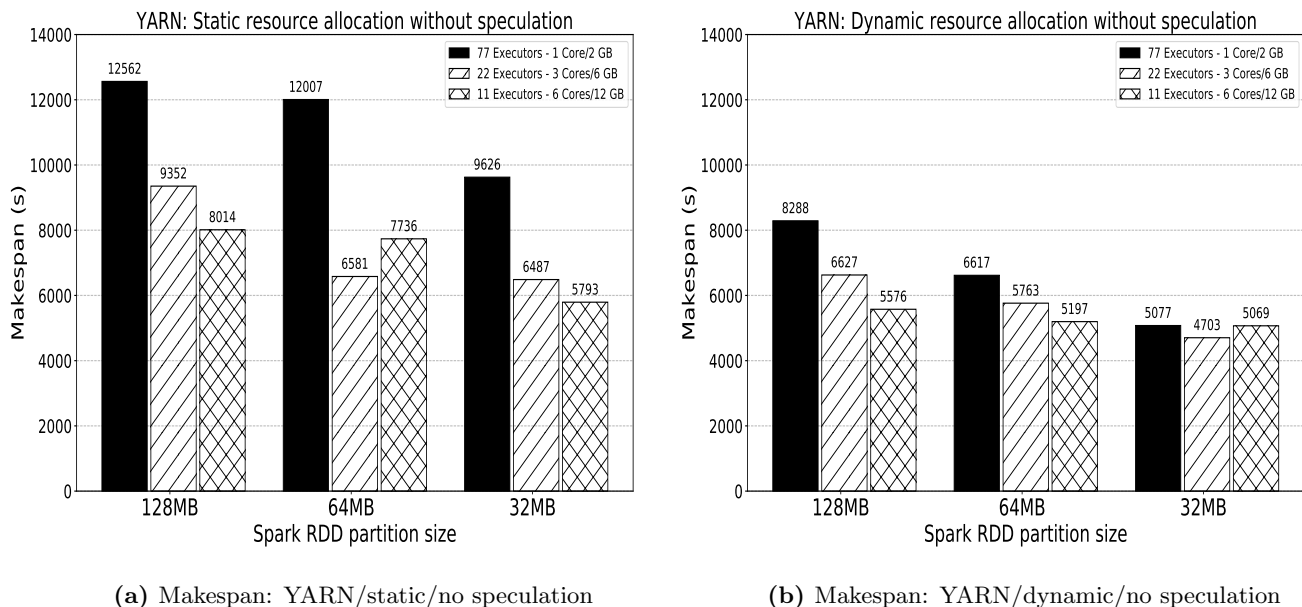 YARN: Static resource allocation without speculation
14000
12000
10000
8000
6000
4000
2000
0
Makespan (s)
77 Executors - 1 Core/2 GB
22 Executors - 3 Cores/6 GB
11 Executors - 6 Cores/12 GB
12562
9352
8014
12007
6581
7736
9626
6487
5793
128MB
64MB
32MB
Spark RDD partition size
(a) Makespan: YARN/static/no speculation
YARN: Dynamic resource allocation without speculation
14000
12000
10000
8000
6000
4000
2000
0
Makespan (s)
77 Executors - 1 Core/2 GB
22 Executors - 3 Cores/6 GB
11 Executors - 6 Cores/12 GB
8288
6627
5576
6617
5763
5197
5077
4703
5069
128MB
64MB
32MB
Spark RDD partition size
(b) Makespan: YARN/dynamic/no speculation